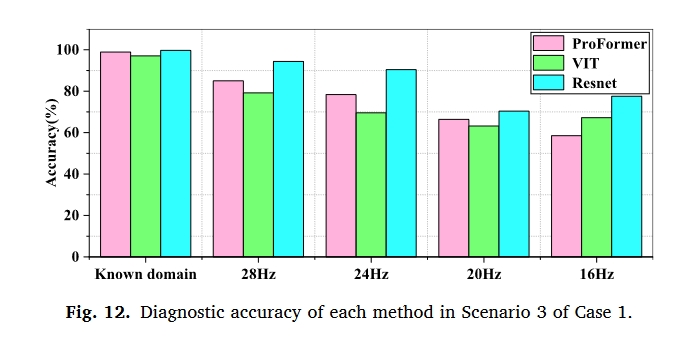 ProFormer
VIT
Resnet
Accuracy(%)
100
80
60
40
20
0
Known domain 28Hz 24Hz 20Hz 16Hz
Fig. 12. Diagnostic accuracy of each method in Scenario 3 of Case 1.